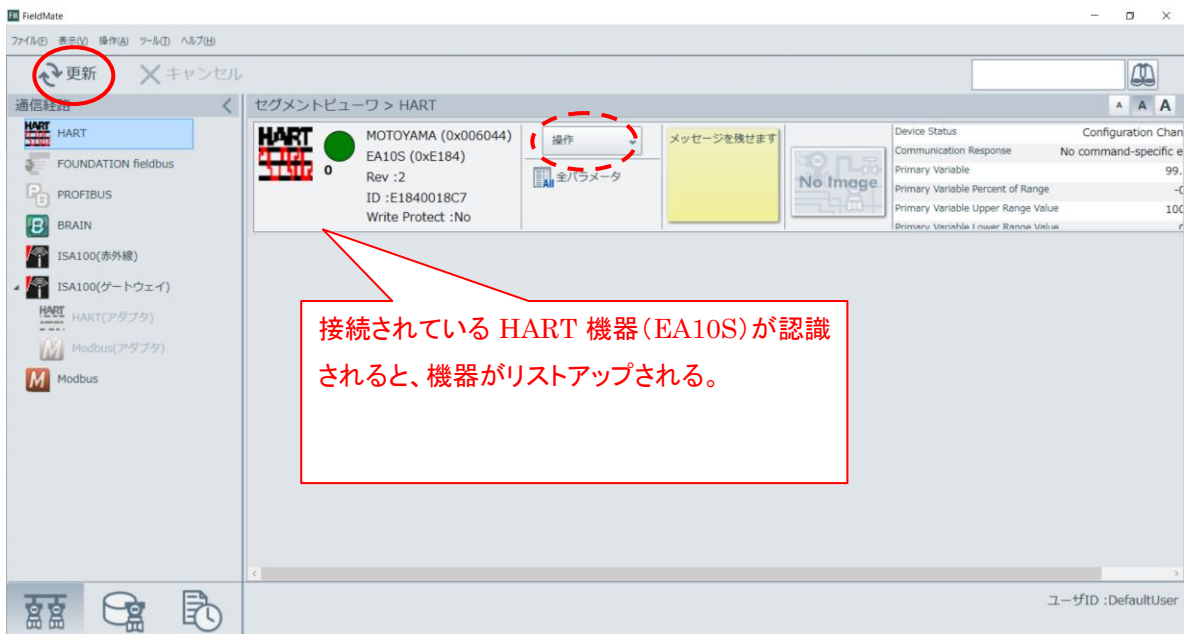 FieldMate
ファイル(F) 表示(V) 操作(A) ツール(T) ヘルプ(H)
更新 キャンセル
通信経路
セグメントビューワ > HART
A A A
HART
FOUNDATION fieldbus
PROFIBUS
BRAIN
ISA100(赤外線)
ISA100(ゲートウェイ)
HART(アダプタ)
Modbus(アダプタ)
Modbus
HART
0
MOTOYAMA (0x006044)
EA10S (0xE184)
Rev :2
ID :E1840018C7
Write Protect :No
操作
全パラメータ
メッセージを残せます
No Image
Device Status Configuration Chan
Communication Response No command-specific e
Primary Variable 99.
Primary Variable Percent of Range
Primary Variable Upper Range Value 100
Primary Variable Lower Range Value
接続されている HART 機器(EA10S)が認識
されると、機器がリストアップされる。
ユーザID :DefaultUser